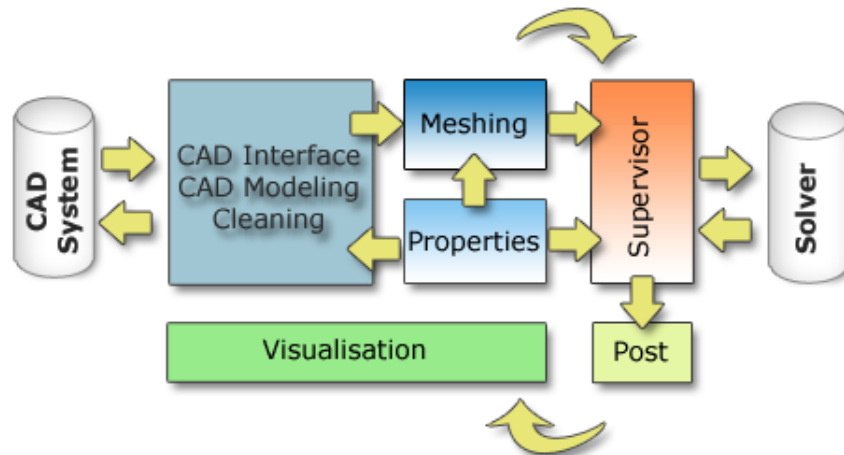 CAD
System
CAD Interface
CAD Modeling
Cleaning
Meshing
Properties
Supervisor
Solver
Visualisation
Post